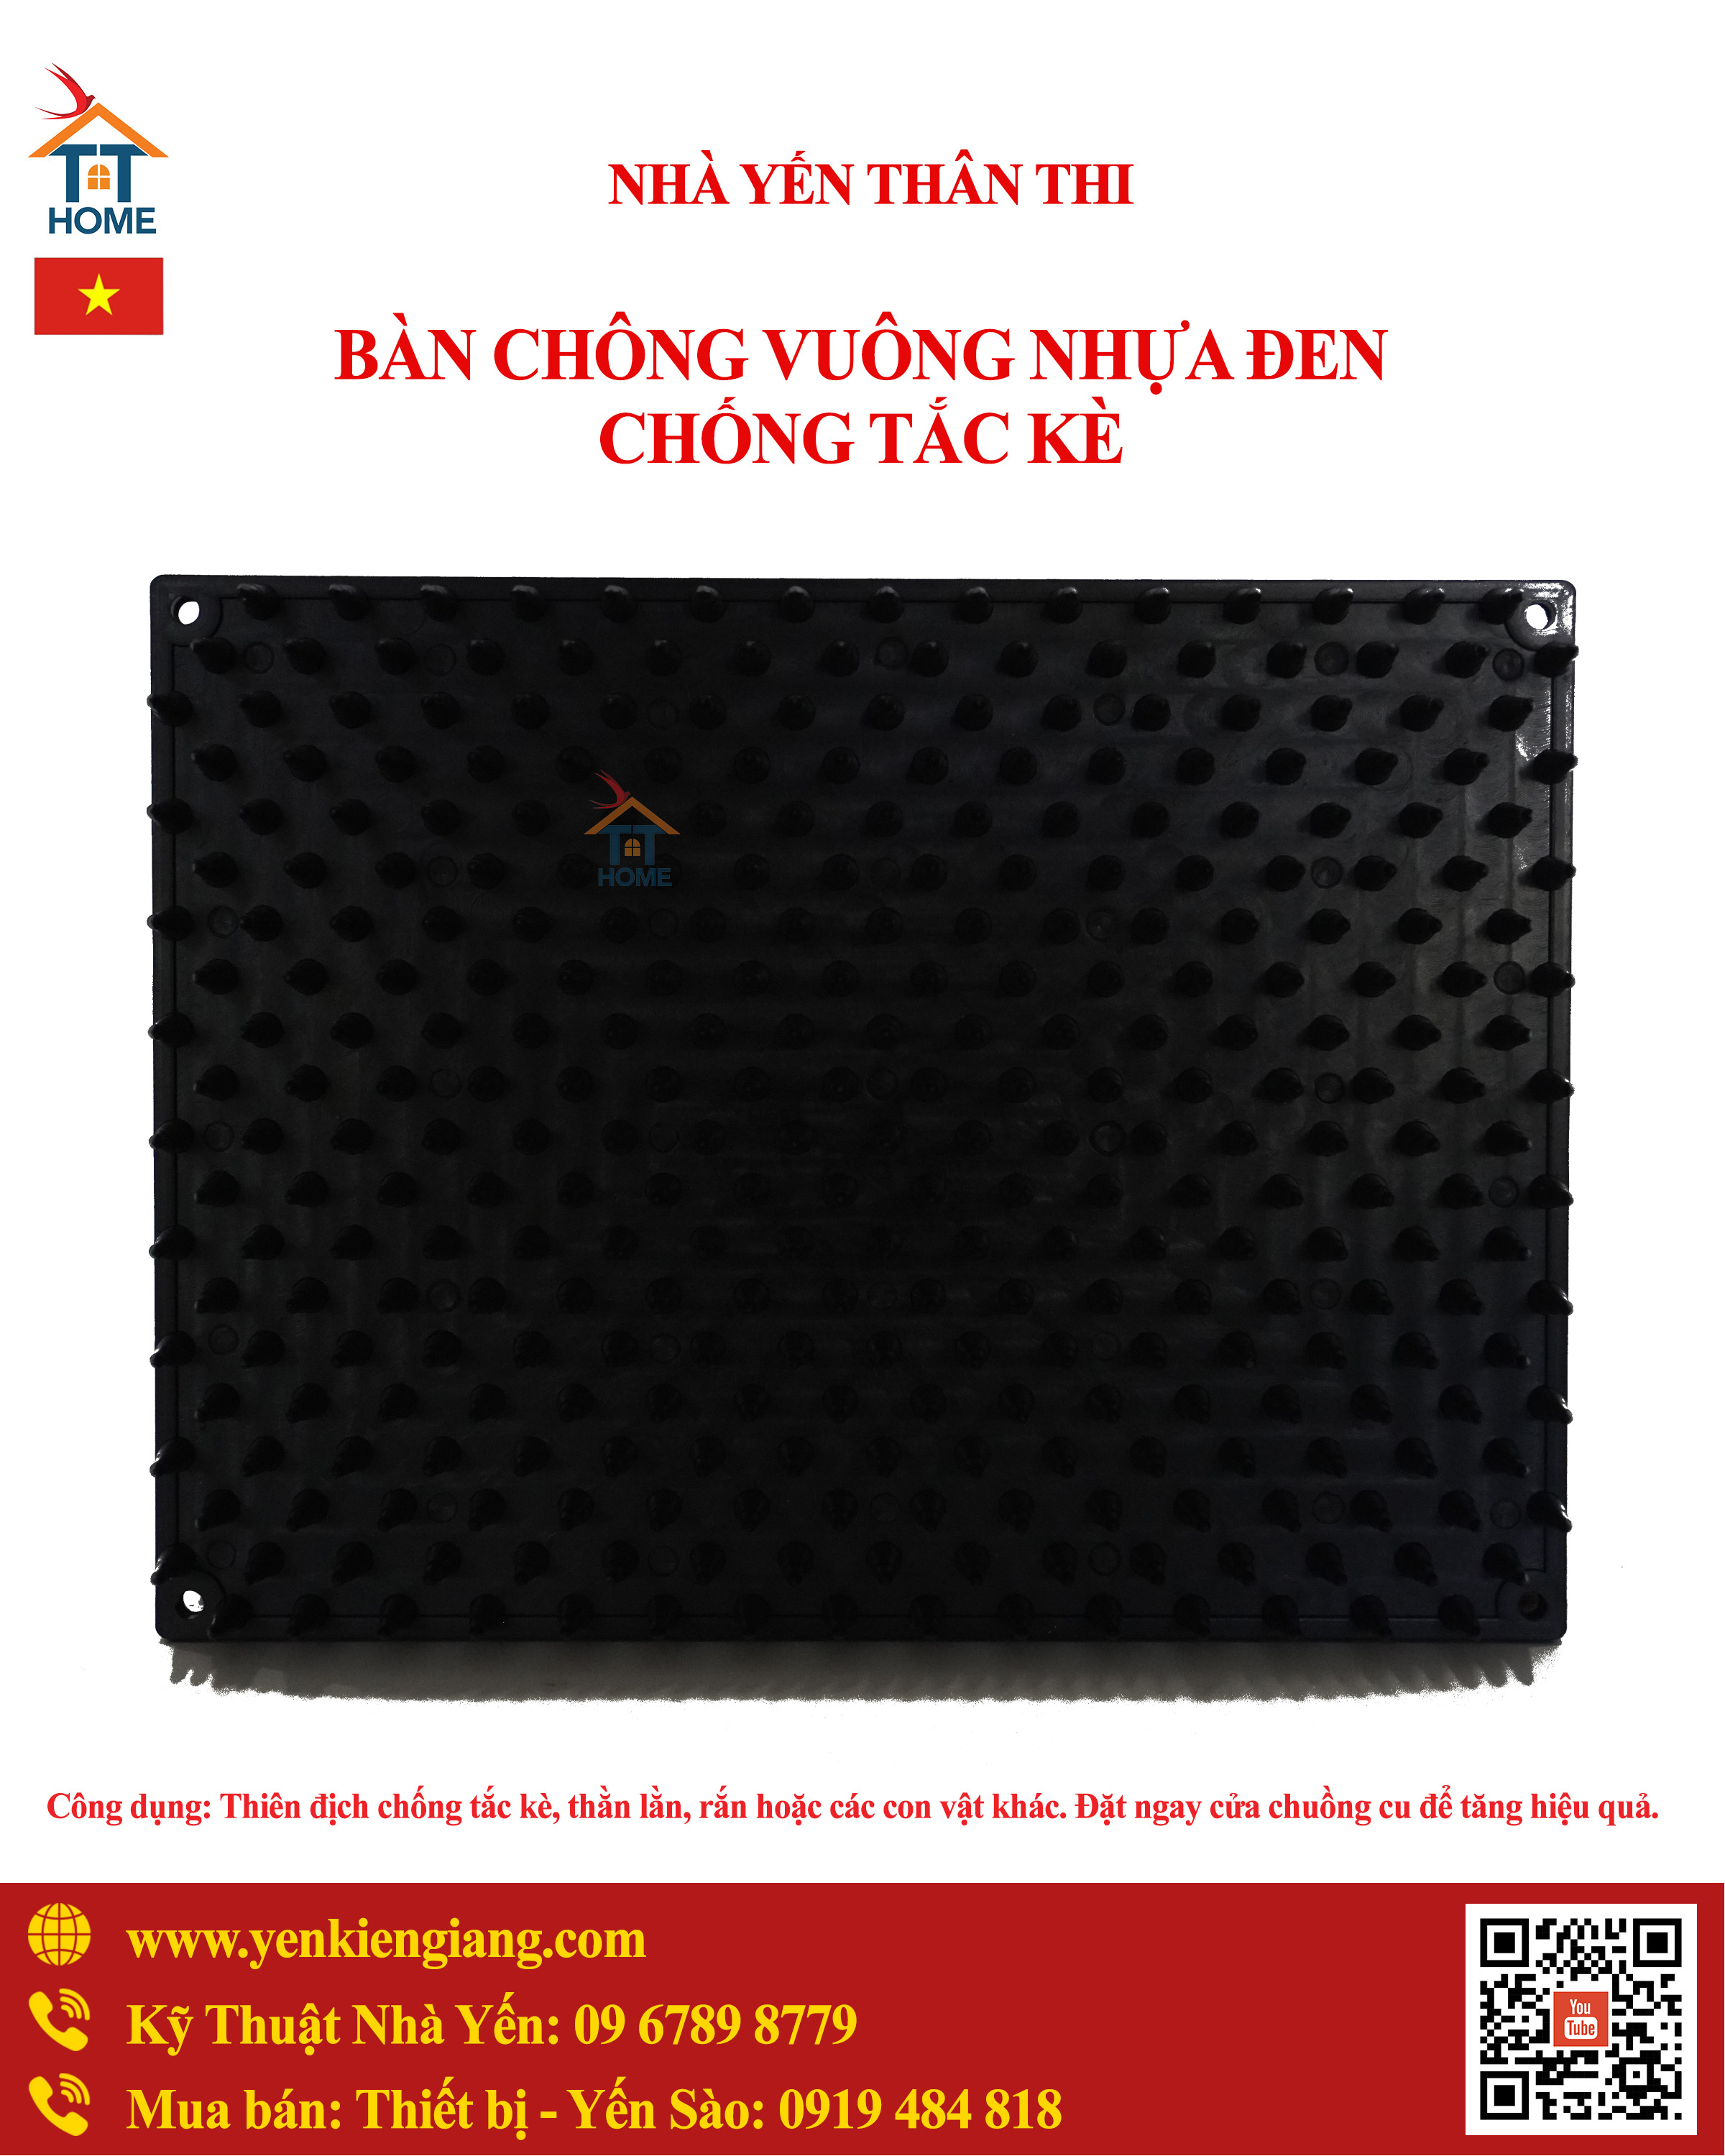 TT
HOME
NHÀ YẾN THÂN THI
BÀN CHÔNG VUÔNG NHỰA ĐEN
CHỐNG TẮC KÈ
TT
HOME
Công dụng: Thiên địch chống tắc kè, thằn lằn, rắn hoặc các con vật khác. Đặt ngay cửa chuồng cu để tăng hiệu quả.
www.yenkiengiang.com
Kỹ Thuật Nhà Yến: 09 6789 8779
Mua bán: Thiết bị - Yến Sào: 0919 484 818
You
Tube